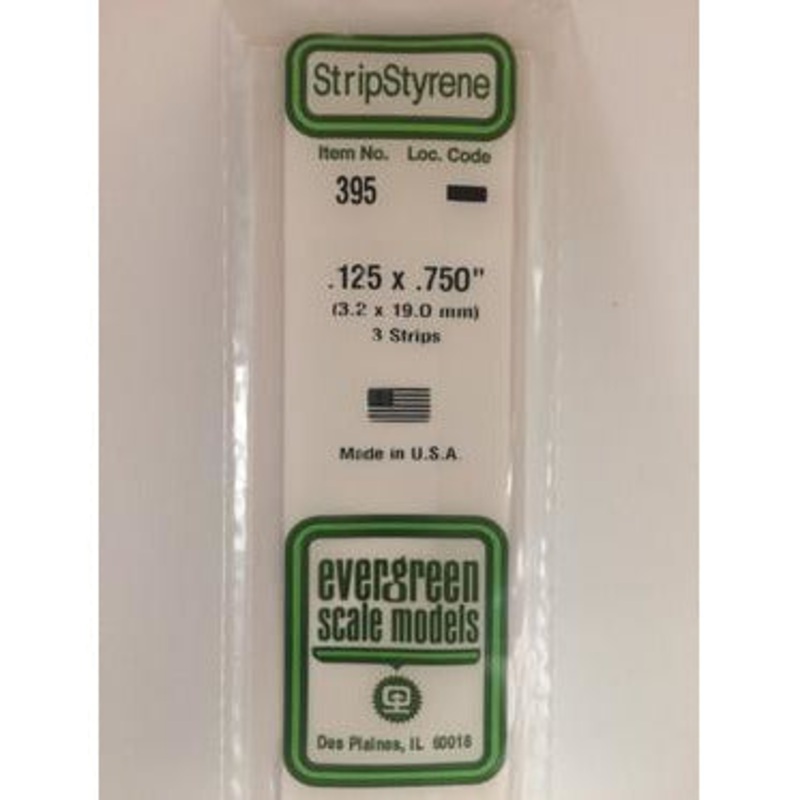 StripStyrene
Item No. Loc. Code
395
.125 x .750"
(3.2 x 19.0 mm)
3 Strips
Made in U.S.A
evergreen
scale models
Des Plaines, IL 60018